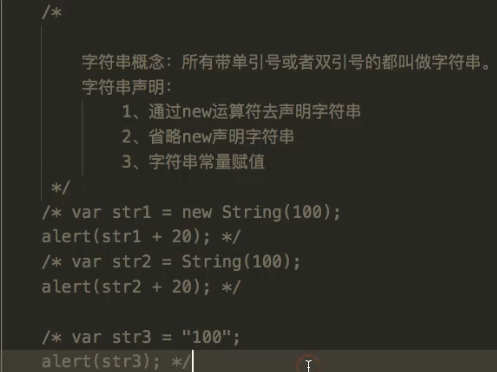 /*
字符串概念：所有带单引号或者双引号的都叫做字符串。
字符串声明：
1、通过new运算符去声明字符串
2、省略new声明字符串
3、字符串常量赋值
*/
/* var str1 = new String(100);
alert(str1 + 20); */
/* var str2 = String(100);
alert(str2 + 20); */
/* var str3 = "100";
alert(str3); */